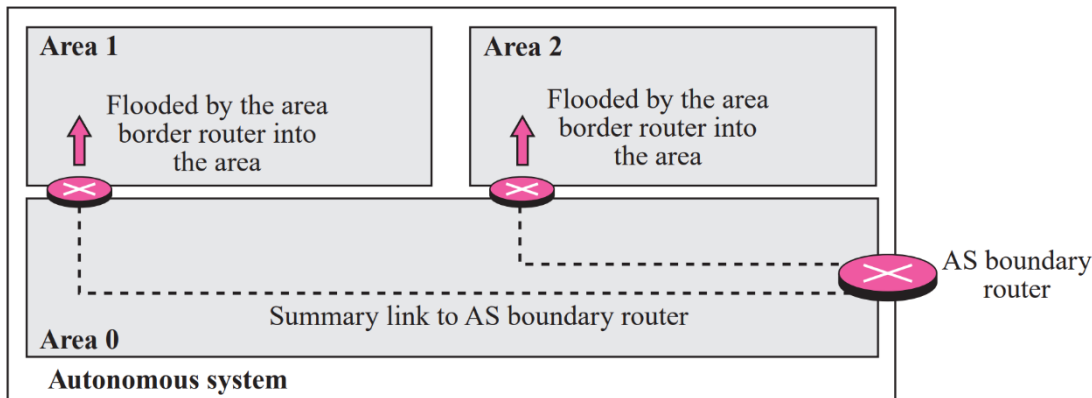 Area 1
Flooded by the area
border router into
the area
Area 2
Flooded by the area
border router into
the area
AS boundary
router
Summary link to AS boundary router
Area 0
Autonomous system